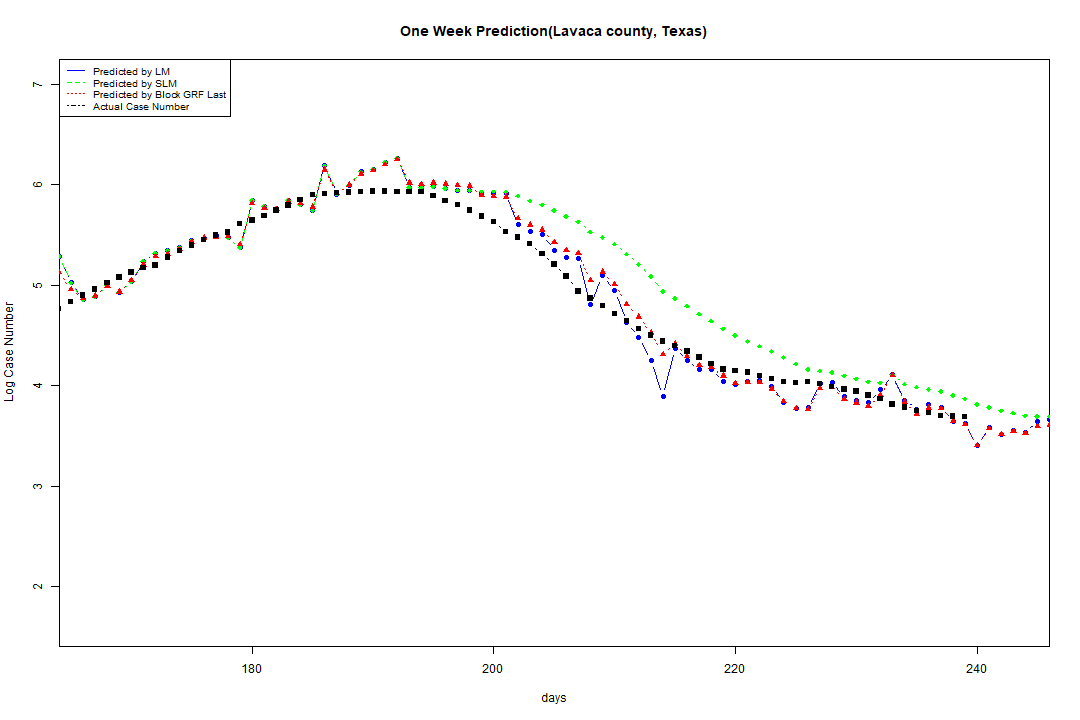 One Week Prediction(Lavaca county, Texas)
Predicted by LM
Predicted by SLM
Predicted by Block GRF Last
Actual Case Number
7
6
5
4
3
2
Log Case Number
180
200
220
240
days